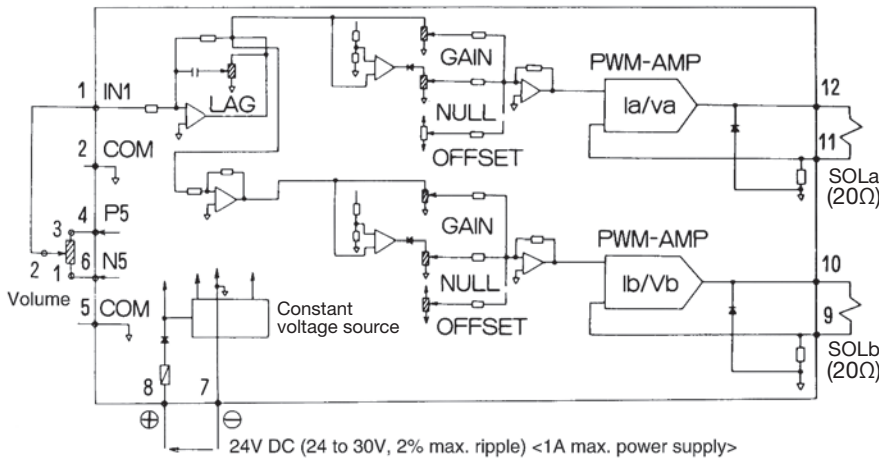 1 IN1
LAG
2 COM
4 P5
3
2
1
6 N5
Volume
5 COM
Constant
voltage source
8 7
⊕ ⊖
24V DC (24 to 30V, 2% max. ripple) <1A max. power supply>
GAIN
NULL
OFFSET
PWM-AMP
Ia/va
12
11
SOLa
(20Ω)
GAIN
NULL
OFFSET
PWM-AMP
Ib/Vb
10
9
SOLb
(20Ω)